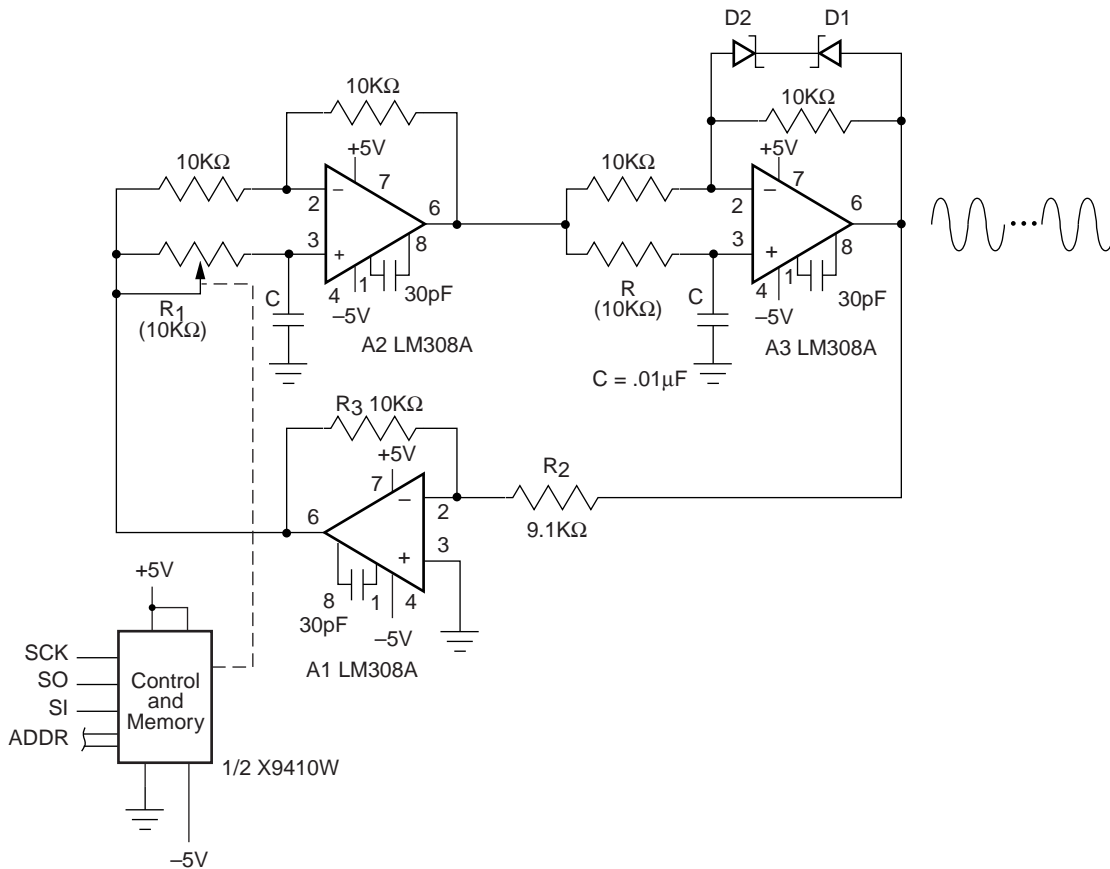 D2 D1
10KΩ 10KΩ
+5V +5V
10KΩ 7 10KΩ 7
– –
2 6 2 6
3 8 3 8
+ +
C 1 C 1
R1 4 30pF R 4 30pF
(10KΩ) –5V (10KΩ) –5V
A2 LM308A A3 LM308A
C = .01µF
R3 10KΩ
+5V R2
7 –
6 2 9.1KΩ
3
+
8 1 4
30pF –5V
A1 LM308A
+5V
SCK
SO
SI
ADDR
Control
and
Memory
1/2 X9410W
–5V